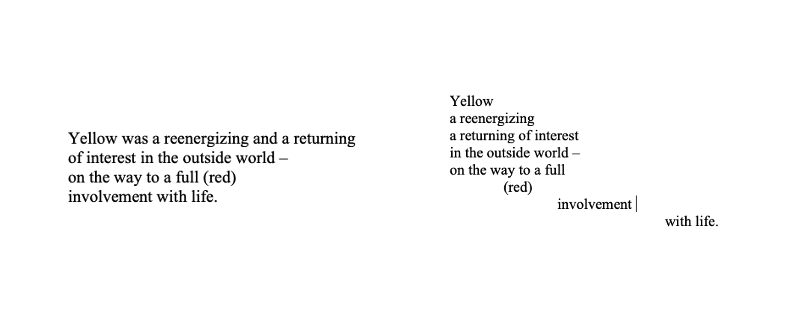 Yellow was a reenergizing and a returning
of interest in the outside world –
on the way to a full (red)
involvement with life.
Yellow
a reenergizing
a returning of interest
in the outside world –
on the way to a full
(red)
involvement
with life.